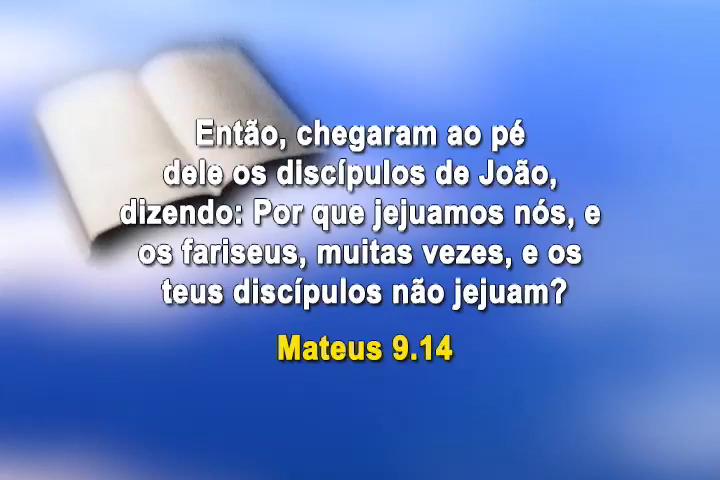 Então, chegaram ao pé
dele os discípulos de João,
dizendo: Por que jejuamos nós, e
os fariseus, muitas vezes, e os
teus discípulos não jejuam?
Mateus 9.14